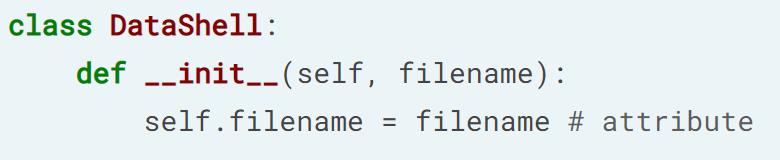 class DataShell:
    def __init__(self, filename):
        self.filename = filename # attribute